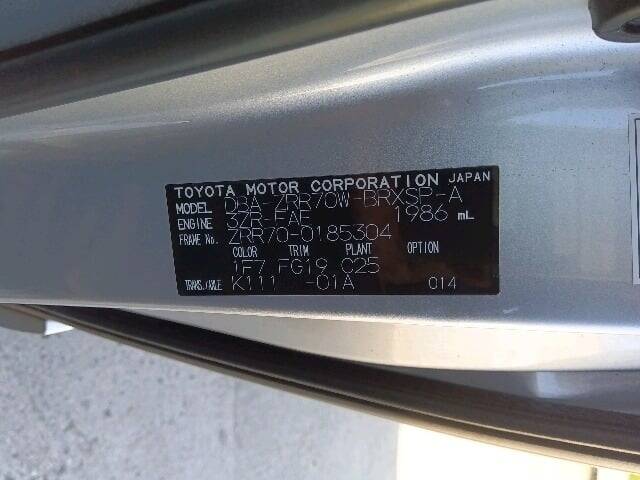 TOYOTA MOTOR CORPORATION JAPAN
MODEL DBA-ZRR70W-BRXSP-A
ENGINE 3ZR-FAE 1986 mL
FRAME No. ZRR70-0185304
COLOR TRIM PLANT OPTION
1F7 FG19 C25
TRANS./AXLE K111 -01A 014